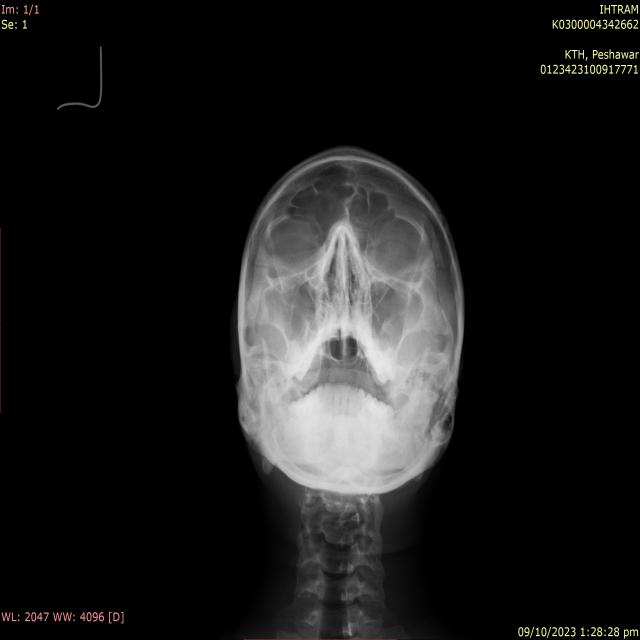 Im: 1/1
Se: 1
IHTRAM
K0300004342662
KTH, Peshawar
0123423100917771
WL: 2047 WW: 4096 [D]
09/10/2023 1:28:28 pm